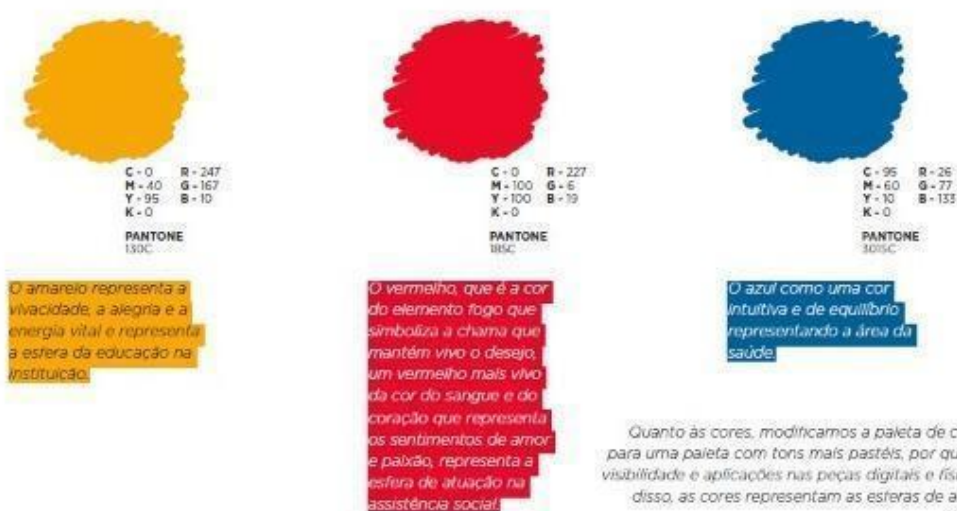 C - 0 R - 247
M - 40 G - 167
Y - 95 B - 10
K - 0
PANTONE
130C
O amarelo representa a
vivacidade, a alegria e a
energia vital e representa
a esfera da educação na
instituição.
C - 0 R - 227
M - 100 G - 6
Y - 100 B - 19
K - 0
PANTONE
185C
O vermelho, que é a cor
do elemento fogo que
simboliza a chama que
mantém vivo o desejo,
um vermelho mais vivo
da cor do sangue e do
coração que representa
os sentimentos de amor
e paixão, representa a
esfera de atuação na
assistência social.
C - 95 R - 26
M - 60 G - 77
Y - 10 B - 133
K - 0
PANTONE
3015C
O azul como uma cor
intuitiva e de equilíbrio
representando a área da
saúde.
Quanto às cores, modificamos a paleta de c
para uma paleta com tons mais pastéis, por qu
visibilidade e aplicações nas peças digitais e fís
disso, as cores representam as esferas de a